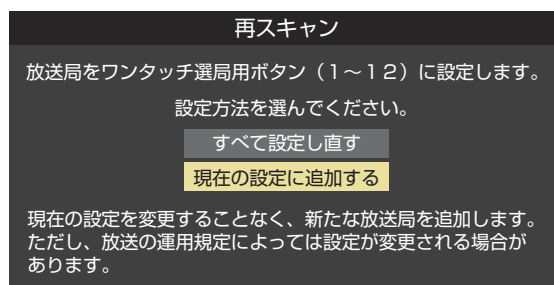 再スキャン
放送局をワンタッチ選局用ボタン（１～１２）に設定します。
設定方法を選んでください。
すべて設定し直す
現在の設定に追加する
現在の設定を変更することなく、新たな放送局を追加します。
ただし、放送の運用規定によっては設定が変更される場合が
あります。